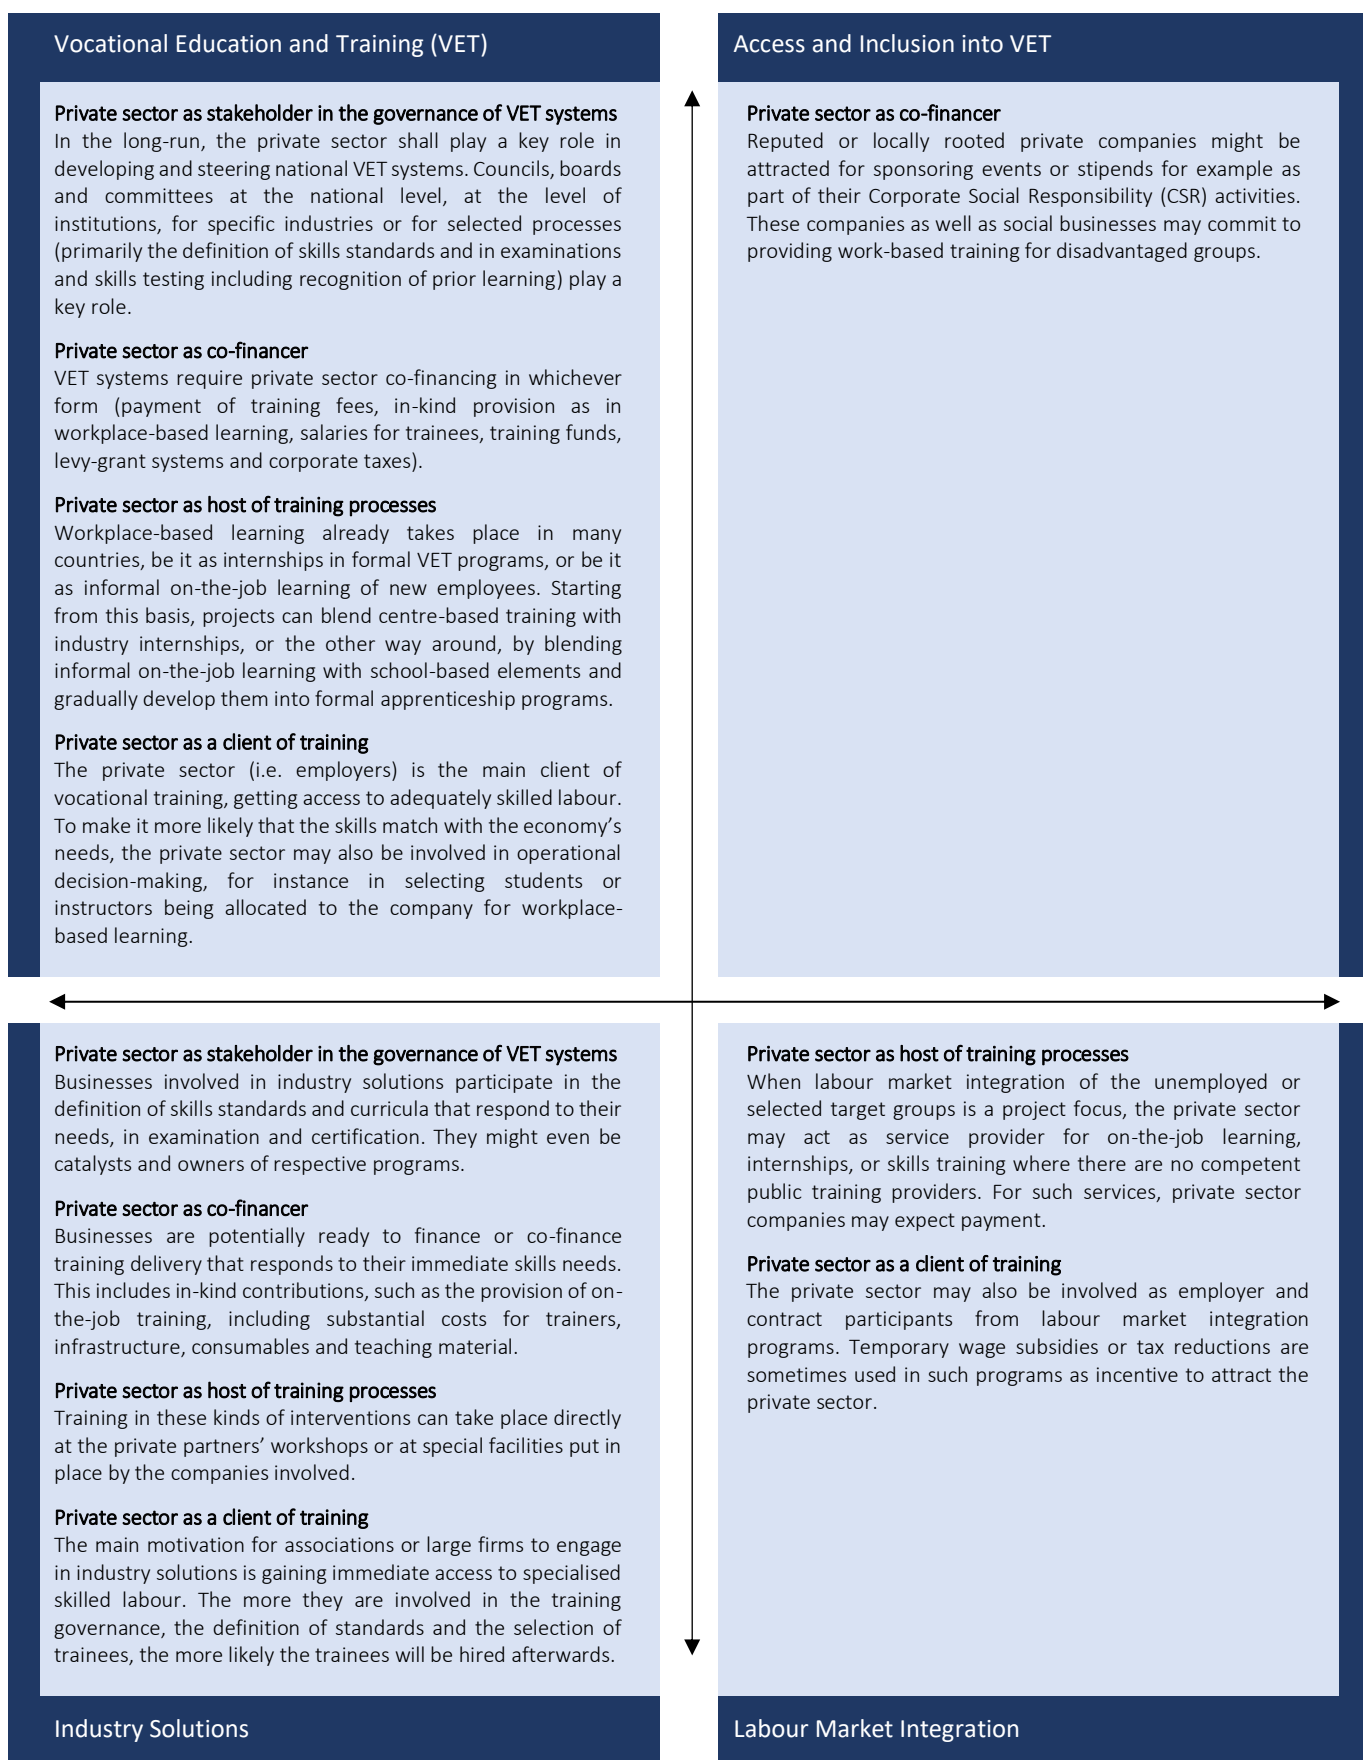 Vocational Education and Training (VET)
Private sector as stakeholder in the governance of VET systems
In the long-run, the private sector shall play a key role in
developing and steering national VET systems. Councils, boards
and committees at the national level, at the level of
institutions, for specific industries or for selected processes
(primarily the definition of skills standards and in examinations
and skills testing including recognition of prior learning) play a
key role.
Private sector as co-financer
VET systems require private sector co-financing in whichever
form (payment of training fees, in-kind provision as in
workplace-based learning, salaries for trainees, training funds,
levy-grant systems and corporate taxes).
Private sector as host of training processes
Workplace-based learning already takes place in many
countries, be it as internships in formal VET programs, or be it
as informal on-the-job learning of new employees. Starting
from this basis, projects can blend centre-based training with
industry internships, or the other way around, by blending
informal on-the-job learning with school-based elements and
gradually develop them into formal apprenticeship programs.
Private sector as a client of training
The private sector (i.e. employers) is the main client of
vocational training, getting access to adequately skilled labour.
To make it more likely that the skills match with the economy’s
needs, the private sector may also be involved in operational
decision-making, for instance in selecting students or
instructors being allocated to the company for workplace-
based learning.
Access and Inclusion into VET
Private sector as co-financer
Reputed or locally rooted private companies might be
attracted for sponsoring events or stipends for example as
part of their Corporate Social Responsibility (CSR) activities.
These companies as well as social businesses may commit to
providing work-based training for disadvantaged groups.
Private sector as stakeholder in the governance of VET systems
Businesses involved in industry solutions participate in the
definition of skills standards and curricula that respond to their
needs, in examination and certification. They might even be
catalysts and owners of respective programs.
Private sector as co-financer
Businesses are potentially ready to finance or co-finance
training delivery that responds to their immediate skills needs.
This includes in-kind contributions, such as the provision of on-
the-job training, including substantial costs for trainers,
infrastructure, consumables and teaching material.
Private sector as host of training processes
Training in these kinds of interventions can take place directly
at the private partners’ workshops or at special facilities put in
place by the companies involved.
Private sector as a client of training
The main motivation for associations or large firms to engage
in industry solutions is gaining immediate access to specialised
skilled labour. The more they are involved in the training
governance, the definition of standards and the selection of
trainees, the more likely the trainees will be hired afterwards.
Industry Solutions
Private sector as host of training processes
When labour market integration of the unemployed or
selected target groups is a project focus, the private sector
may act as service provider for on-the-job learning,
internships, or skills training where there are no competent
public training providers. For such services, private sector
companies may expect payment.
Private sector as a client of training
The private sector may also be involved as employer and
contract participants from labour market integration
programs. Temporary wage subsidies or tax reductions are
sometimes used in such programs as incentive to attract the
private sector.
Labour Market Integration